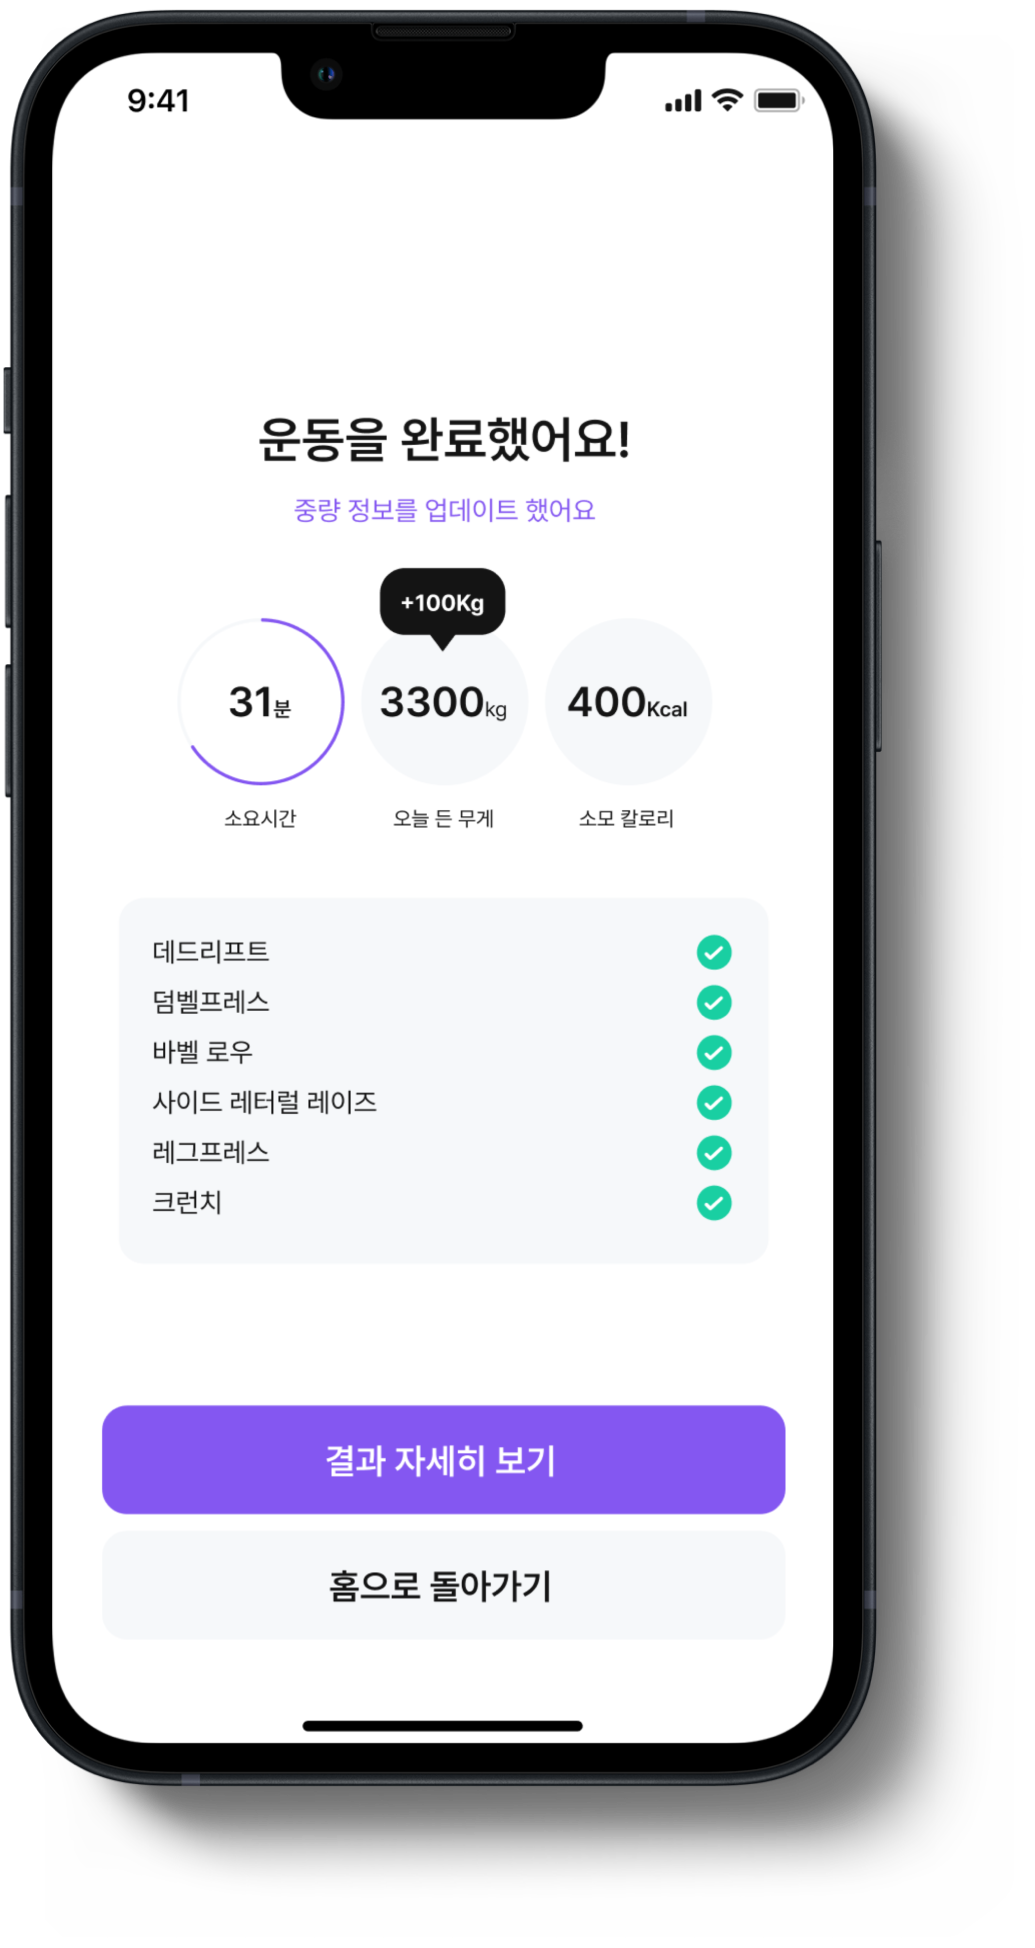 9:41
운동을 완료했어요!
중량 정보를 업데이트 했어요
+100Kg
31분
3300kg
400Kcal
소요시간
오늘 든 무게
소모 칼로리
데드리프트
덤벨프레스
바벨 로우
사이드 레터럴 레이즈
레그프레스
크런치
결과 자세히 보기
홈으로 돌아가기